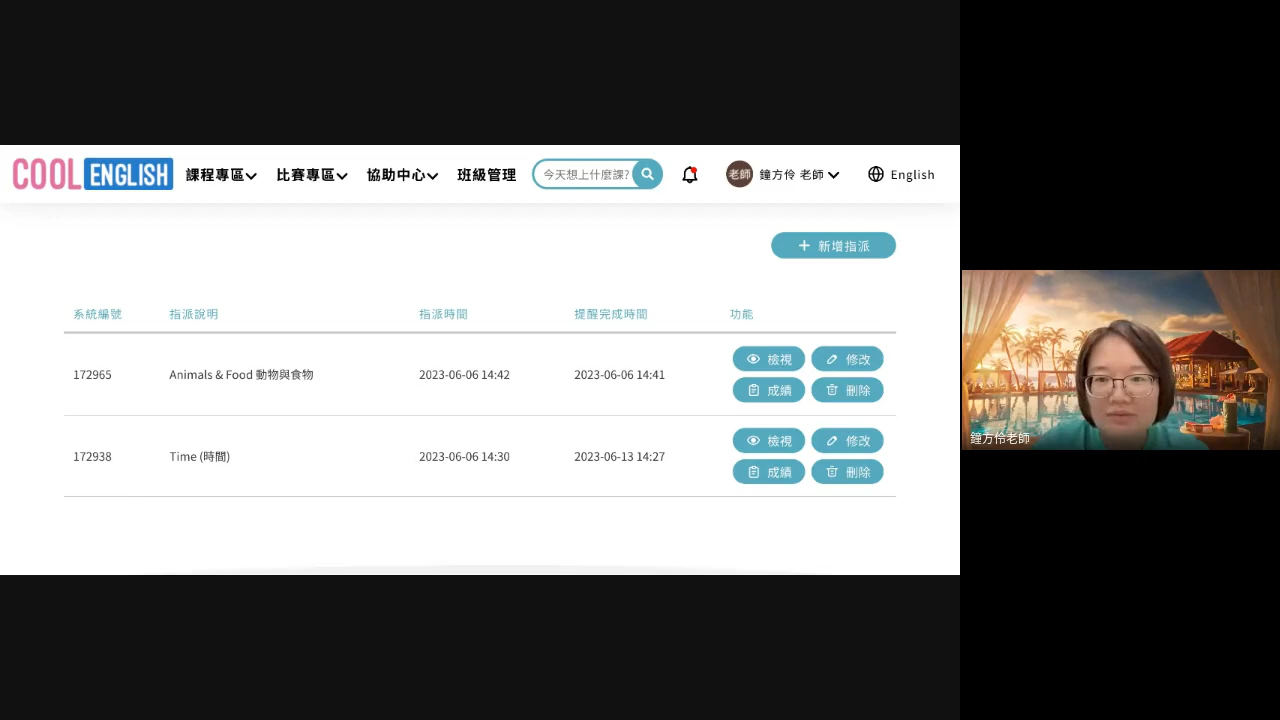 COOL ENGLISH 課程專區 比賽專區 協助中心 班級管理 今天想上什麼課? 老師 鐘方伶 老師 English
新增指派
系統編號 指派說明 指派時間 提醒完成時間 功能
172965 Animals & Food 動物與食物 2023-06-06 14:42 2023-06-06 14:41 檢視 修改
成績 刪除
172938 Time (時間) 2023-06-06 14:30 2023-06-13 14:27 檢視 修改
成績 刪除
鐘方伶老師